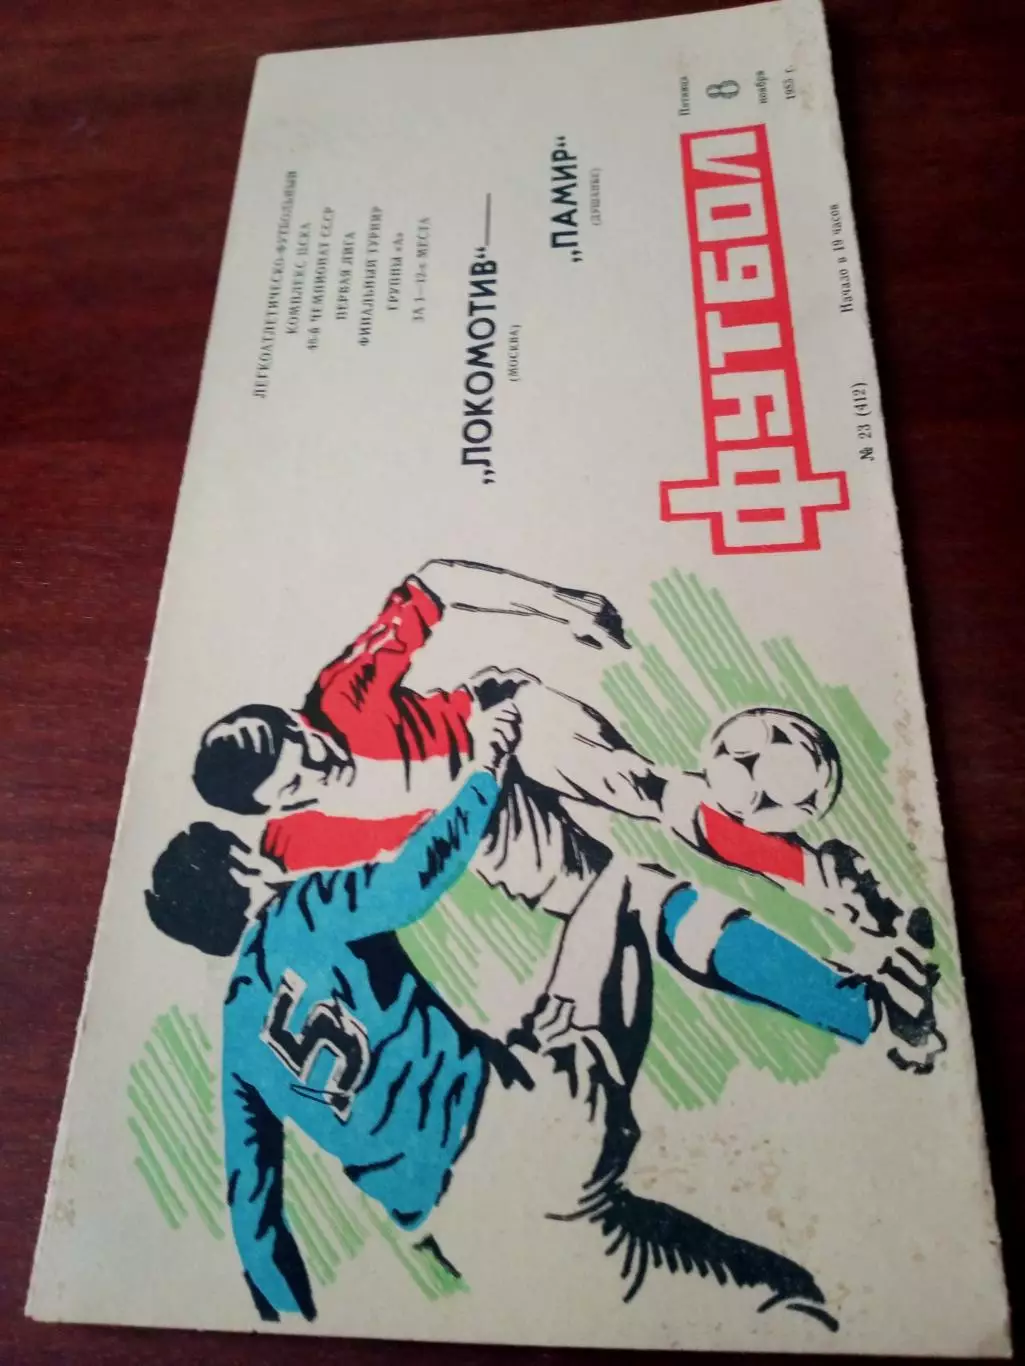 ЛЕГКОАТЛЕТИЧЕСКО-ФУТБОЛЬНЫЙ
КОМПЛЕКС ЦСКА
48-й ЧЕМПИОНАТ СССР
ПЕРВАЯ ЛИГА
ФИНАЛЬНЫЙ ТУРНИР
ГРУППЫ «А»
ЗА 1—12-е МЕСТА
„ЛОКОМОТИВ“—
(МОСКВА)
„ПАМИР“
(ДУШАНБЕ)
ФУТБОЛ
Пятница
8
ноября
1985 г.
№ 23 (412)
Начало в 19 часов
5